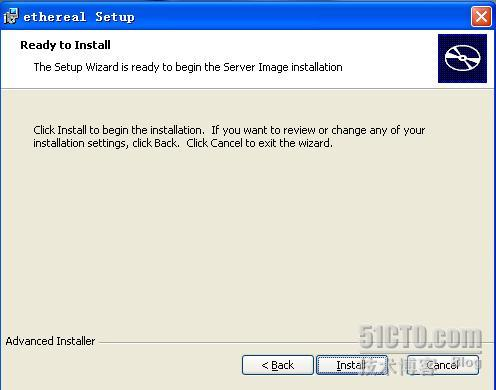 ethereal Setup
Ready to Install
The Setup Wizard is ready to begin the Server Image installation
Click Install to begin the installation. If you want to review or change any of your
installation settings, click Back. Click Cancel to exit the wizard.
Advanced Installer
51CTO.com
< Back
Install
Cancel
技术博客 Blog